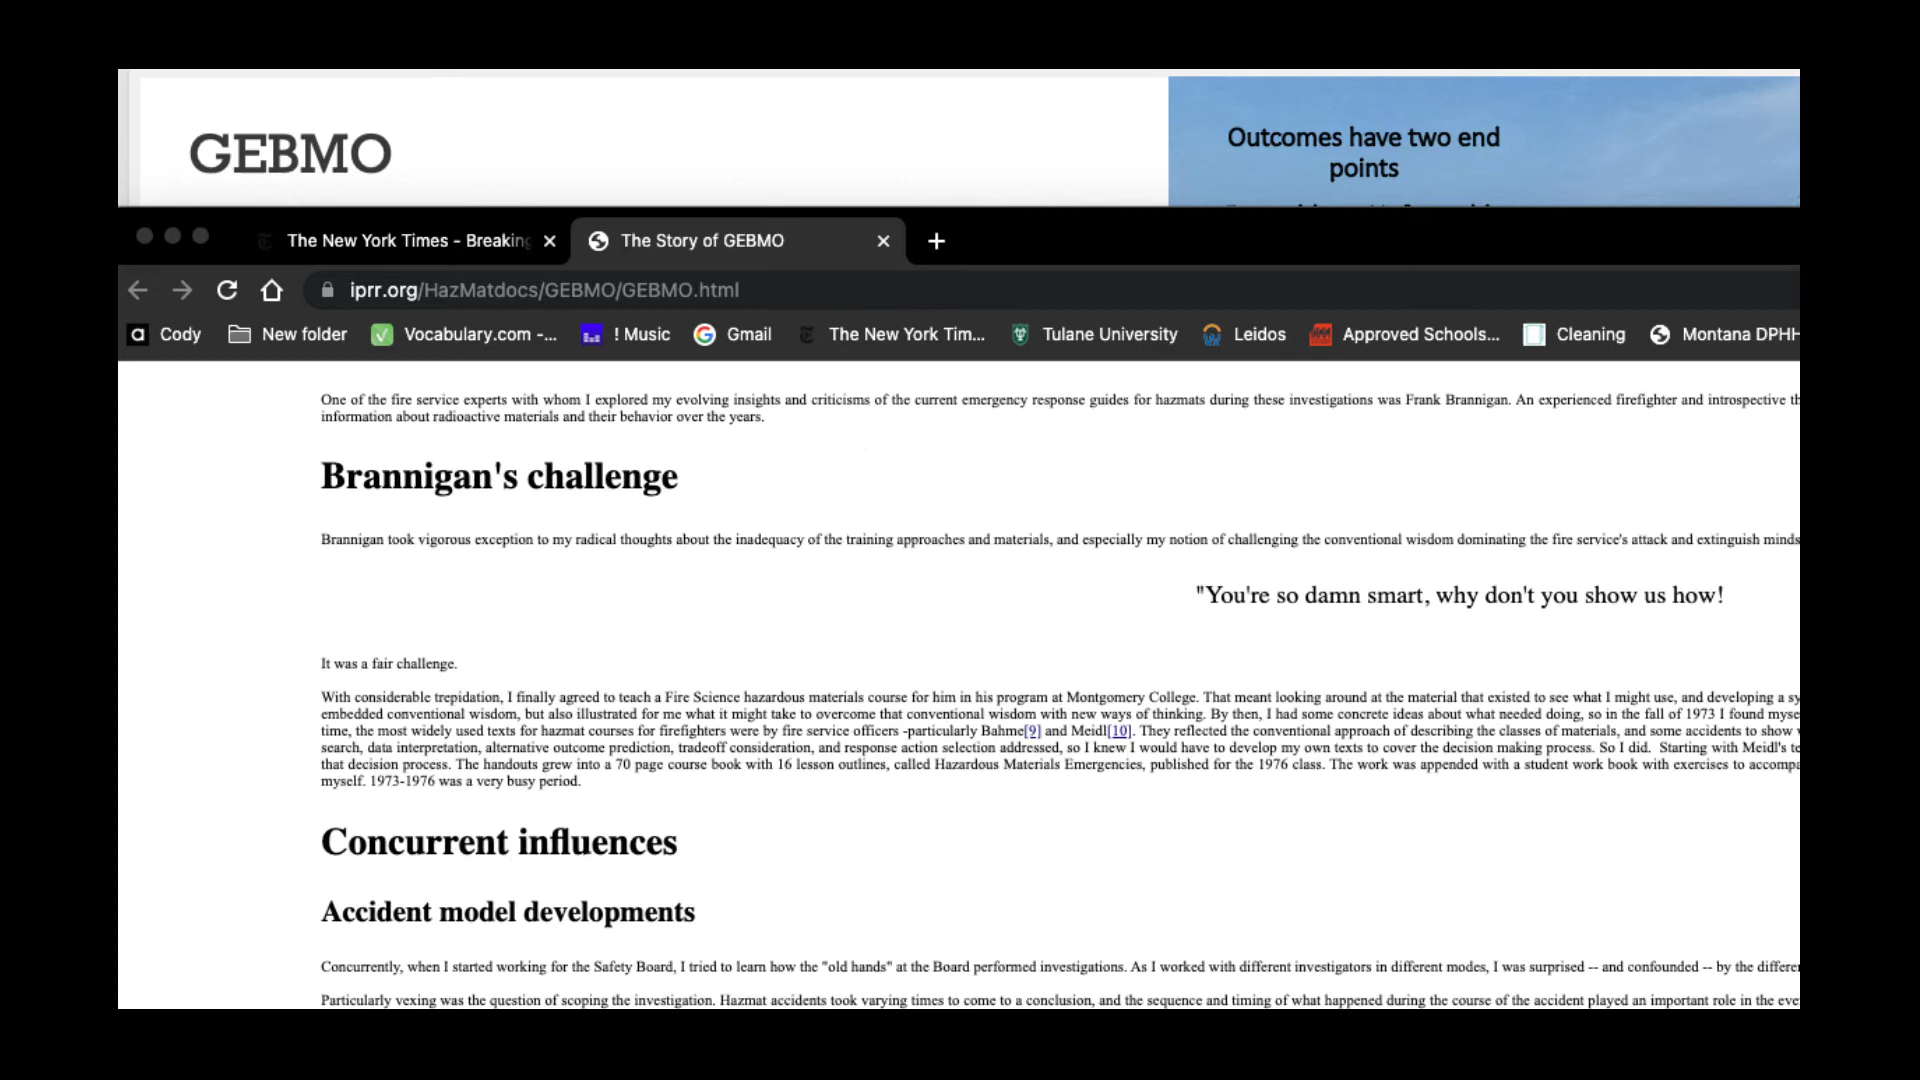 GEBMO
Outcomes have two end
points
The New York Times - Breaking
The Story of GEBMO
iprr.org/HazMatdocs/GEBMO/GEBMO.html
Cody New folder Vocabulary.com -... ! Music Gmail The New York Tim... Tulane University Leidos Approved Schools... Cleaning Montana DPHH
One of the fire service experts with whom I explored my evolving insights and criticisms of the current emergency response guides for hazmats during these investigations was Frank Brannigan. An experienced firefighter and introspective th
information about radioactive materials and their behavior over the years.
Brannigan's challenge
Brannigan took vigorous exception to my radical thoughts about the inadequacy of the training approaches and materials, and especially my notion of challenging the conventional wisdom dominating the fire service's attack and extinguish minds
"You're so damn smart, why don't you show us how!
It was a fair challenge.
With considerable trepidation, I finally agreed to teach a Fire Science hazardous materials course for him in his program at Montgomery College. That meant looking around at the material that existed to see what I might use, and developing a sy
embedded conventional wisdom, but also illustrated for me what it might take to overcome that conventional wisdom with new ways of thinking. By then, I had some concrete ideas about what needed doing, so in the fall of 1973 I found myse
time, the most widely used texts for hazmat courses for firefighters were by fire service officers -particularly Bahme[9] and Meidl[10]. They reflected the conventional approach of describing the classes of materials, and some accidents to show
search, data interpretation, alternative outcome prediction, tradeoff consideration, and response action selection addressed, so I knew I would have to develop my own texts to cover the decision making process. So I did. Starting with Meidl's te
that decision process. The handouts grew into a 70 page course book with 16 lesson outlines, called Hazardous Materials Emergencies, published for the 1976 class. The work was appended with a student work book with exercises to accompa
myself. 1973-1976 was a very busy period.
Concurrent influences
Accident model developments
Concurrently, when I started working for the Safety Board, I tried to learn how the "old hands" at the Board performed investigations. As I worked with different investigators in different modes, I was surprised -- and confounded -- by the differe
Particularly vexing was the question of scoping the investigation. Hazmat accidents took varying times to come to a conclusion, and the sequence and timing of what happened during the course of the accident played an important role in the eve